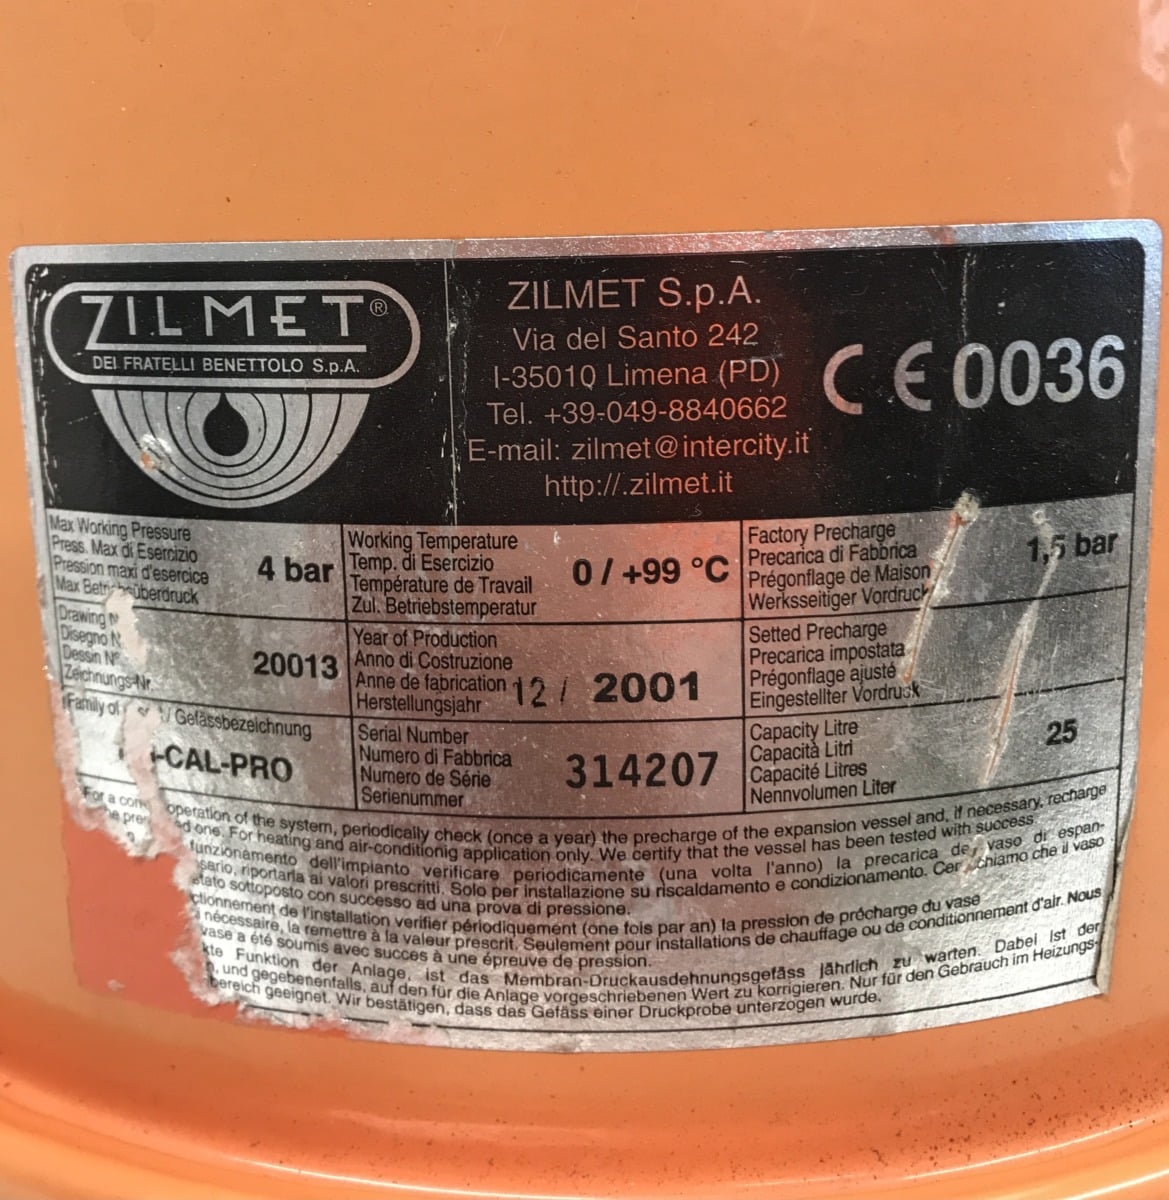 ZILMET®
DEI FRATELLI BENETTOLO S.p.A.
ZILMET S.p.A.
Via del Santo 242
I-35010 Limena (PD)
Tel. +39-049-8840662
E-mail: zilmet@intercity.it
http://.zilmet.it
CE 0036
Max Working Pressure
Press. Max di Esercizio
Pression maxi d'esercice
Max
4 bar
Working Temperature
Temp. di Esercizio
Température de Travail
Zul. Betriebstemperatur
0 / +99 °C
Factory Precharge
Precarica di Fabbrica
Prégonflage de Maison
Werksseitiger Vordruck
1,5 bar
Drawing
Disegno N
Dessin N°
Zeichnungs-Nr.
20013
Year of Production
Anno di Costruzione
Anne de fabrication
Herstellungsjahr
12 / 2001
Setted Precharge
Precarica impostata
Prégonflage ajusté
Eingestellter Vordruck
Family of / Gefässbezeichnung
-CAL-PRO
Serial Number
Numero di Fabbrica
Numero de Série
Serienummer
314207
Capacity Litre
Capacità Litri
Capacité Litres
Nennvolumen Liter
25
For a operation of the system, periodically check (once a year) the precharge of the expansion vessel and, if necessary, recharge
one. For heating and air-conditionig application only. We certify that the vessel has been tested with success.
funzionamento dell'impianto verificare periodicamente (una volta l'anno) la precarica vaso di espan-
riportarla ai valori prescritti. Solo per installazione su riscaldamento e condizionamento. che il vaso
sottoposto con successo ad una prova di pressione.
de l'installation verifier périodiquement (one fois par an) la pression de précharge du vase
nécessaire, la remettre à la valeur prescrit. Seulement pour installations de chauffage ou de conditionnement d'air. Nous
vase a été soumis avec succes à une épreuve de pression.
Funktion der Anlage, ist das Membran-Druckausdehnungsgefäss jährlich zu warten. Dabei ist der
und gegebenenfalls, auf den für die Anlage vorgeschriebenen Wert zu korrigieren. Nur für den Gebrauch im Heizungs-
bereich geeignet. Wir bestätigen, dass das Gefäss einer Druckprobe unterzogen wurde.